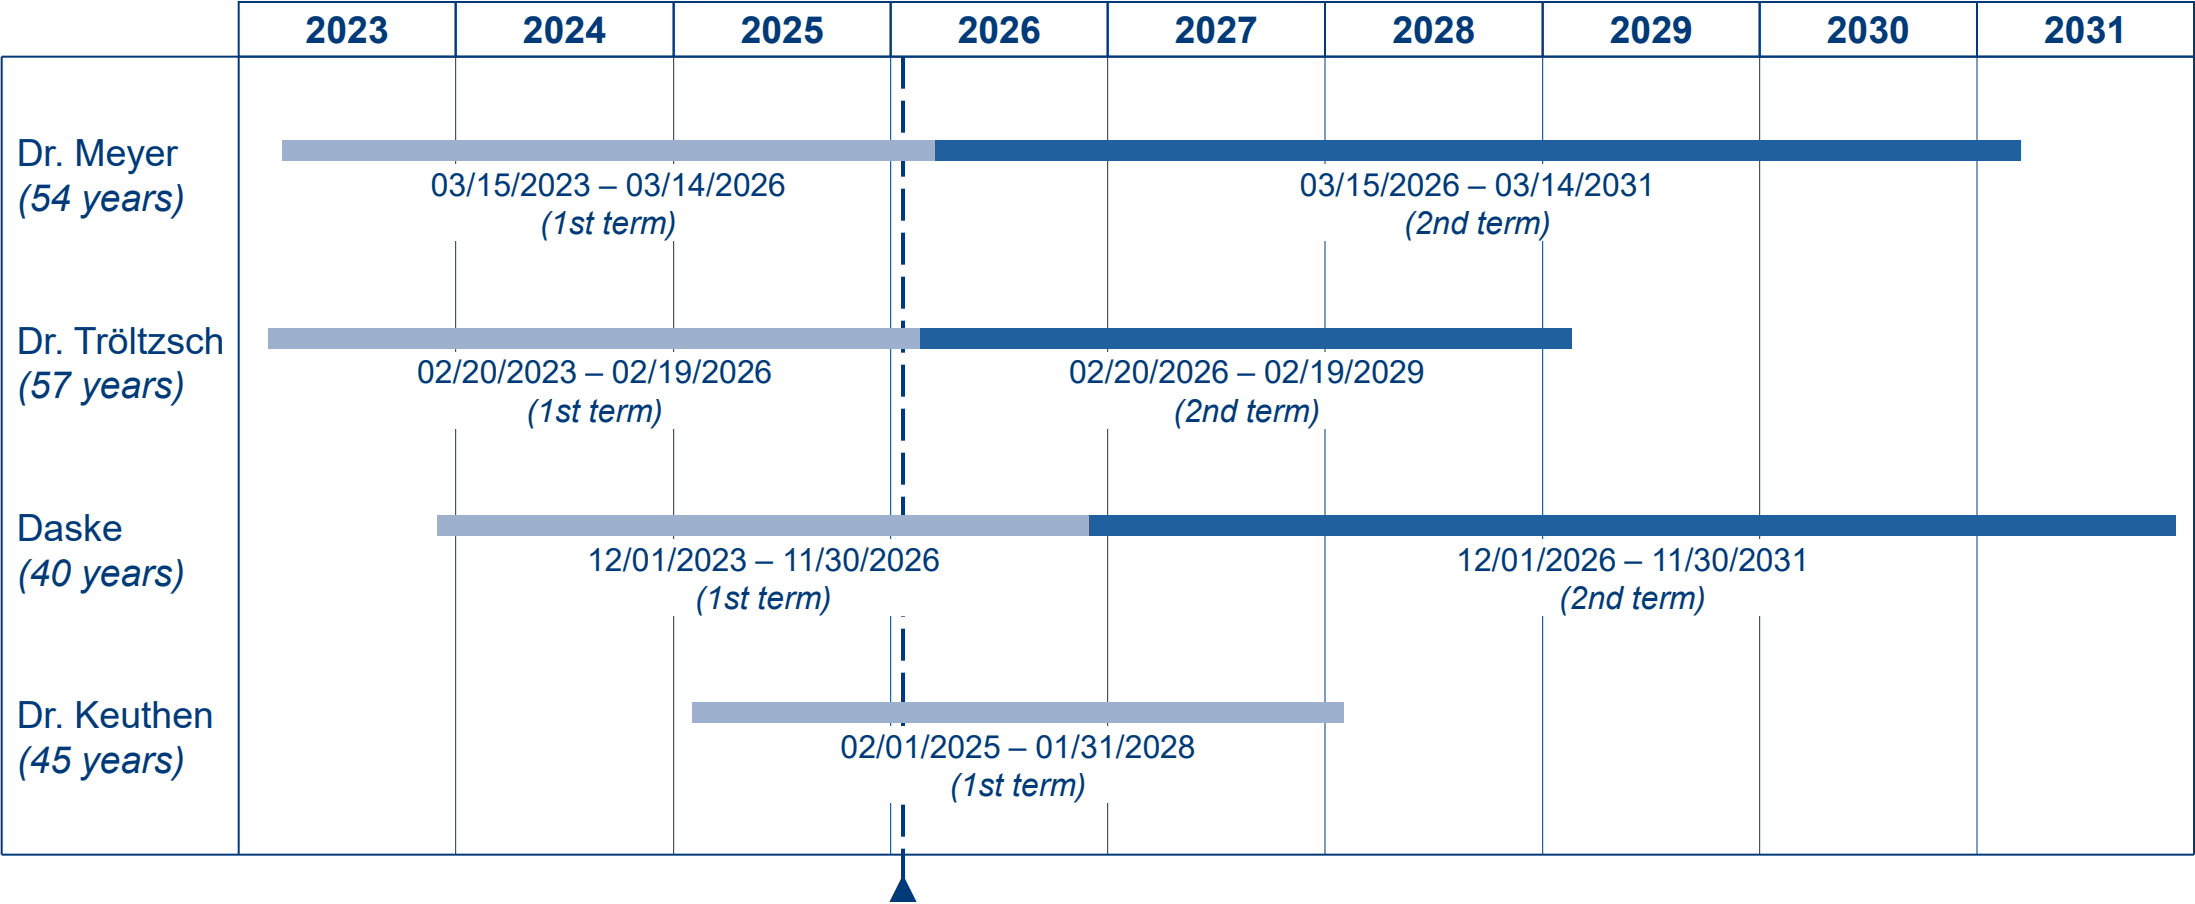 2023 2024 2025 2026 2027 2028 2029 2030 2031
Dr. Meyer
(54 years)
03/15/2023 – 03/14/2026
(1st term)
03/15/2026 – 03/14/2031
(2nd term)
Dr. Tröltzsch
(57 years)
02/20/2023 – 02/19/2026
(1st term)
02/20/2026 – 02/19/2029
(2nd term)
Daske
(40 years)
12/01/2023 – 11/30/2026
(1st term)
12/01/2026 – 11/30/2031
(2nd term)
Dr. Keuthen
(45 years)
02/01/2025 – 01/31/2028
(1st term)